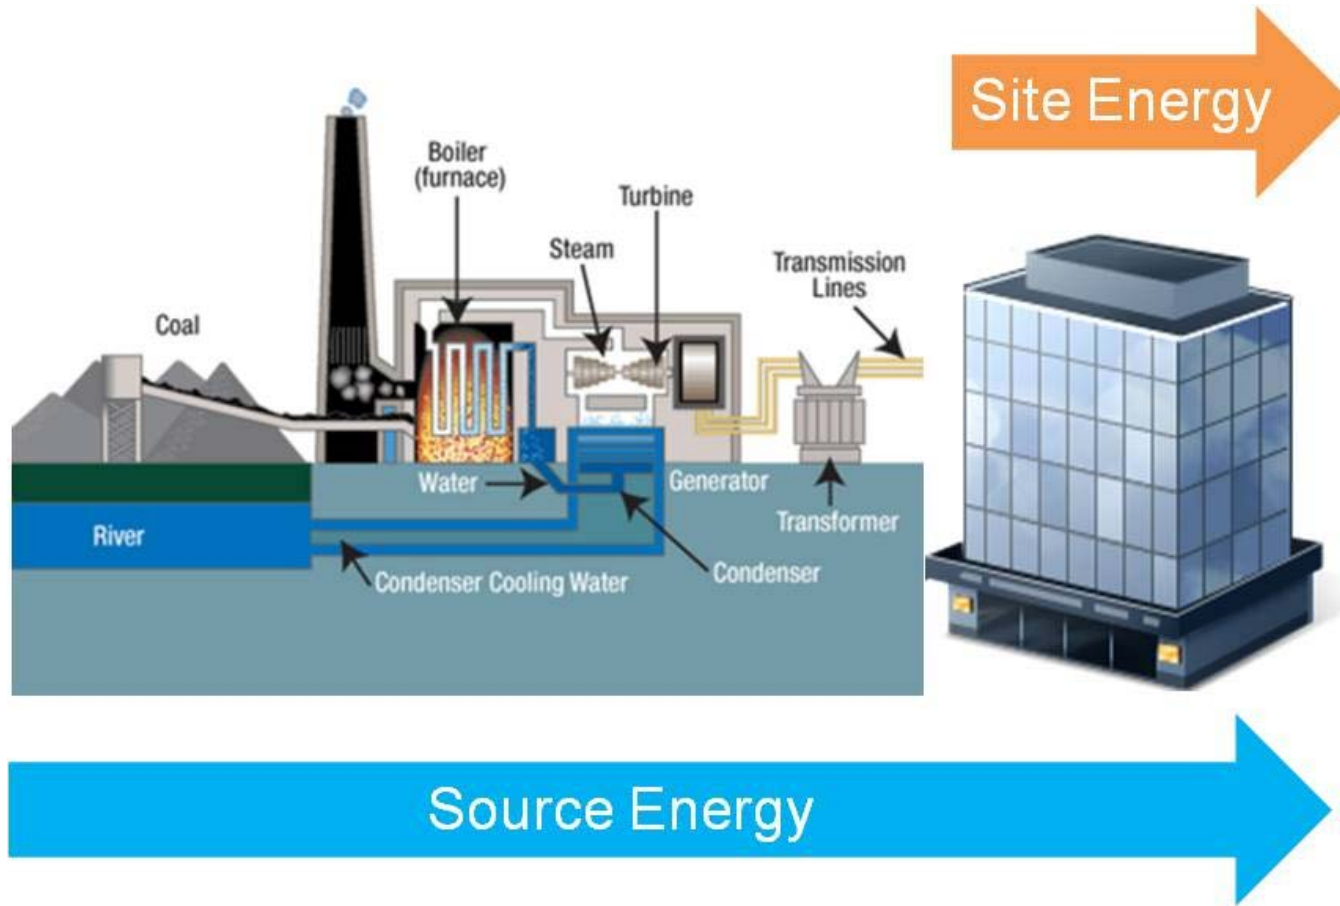 Site Energy
Boiler
(furnace)
Turbine
Steam
Transmission
Lines
Coal
Water
Generator
Transformer
River
Condenser Cooling Water
Condenser
Source Energy